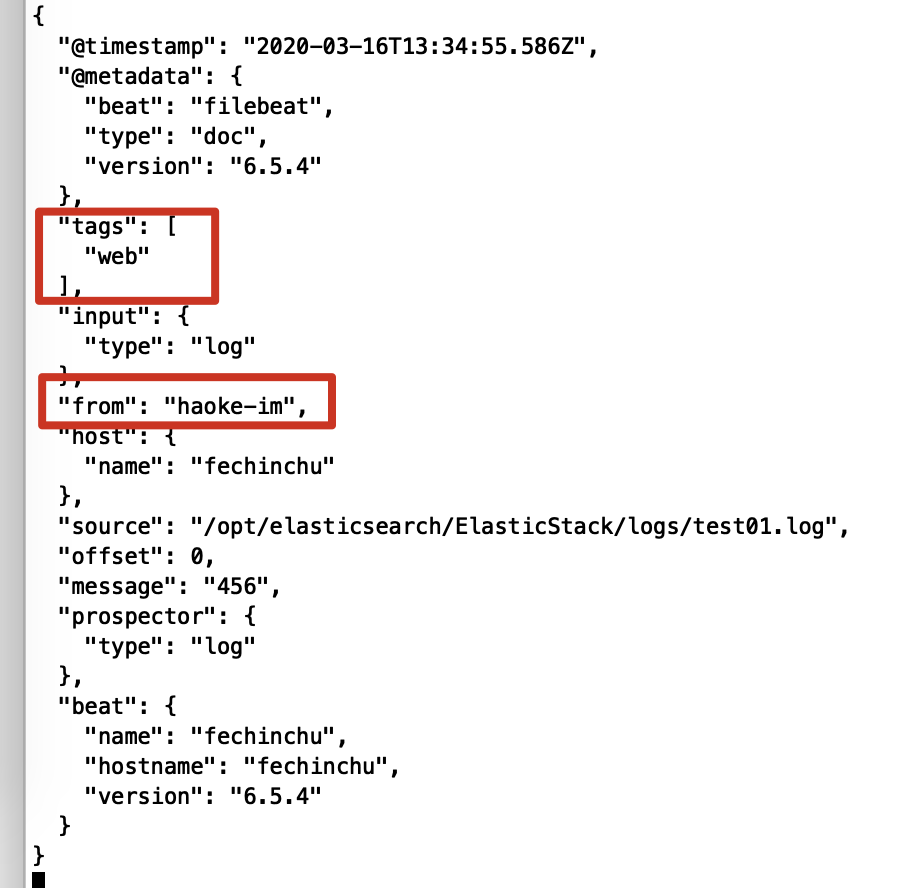 {
  "@timestamp": "2020-03-16T13:34:55.586Z",
  "@metadata": {
    "beat": "filebeat",
    "type": "doc",
    "version": "6.5.4"
  },
  "tags": [
    "web"
  ],
  "input": {
    "type": "log"
  },
  "from": "haoke-im",
  "host": {
    "name": "fechinchu"
  },
  "source": "/opt/elasticsearch/ElasticStack/logs/test01.log",
  "offset": 0,
  "message": "456",
  "prospector": {
    "type": "log"
  },
  "beat": {
    "name": "fechinchu",
    "hostname": "fechinchu",
    "version": "6.5.4"
  }
}